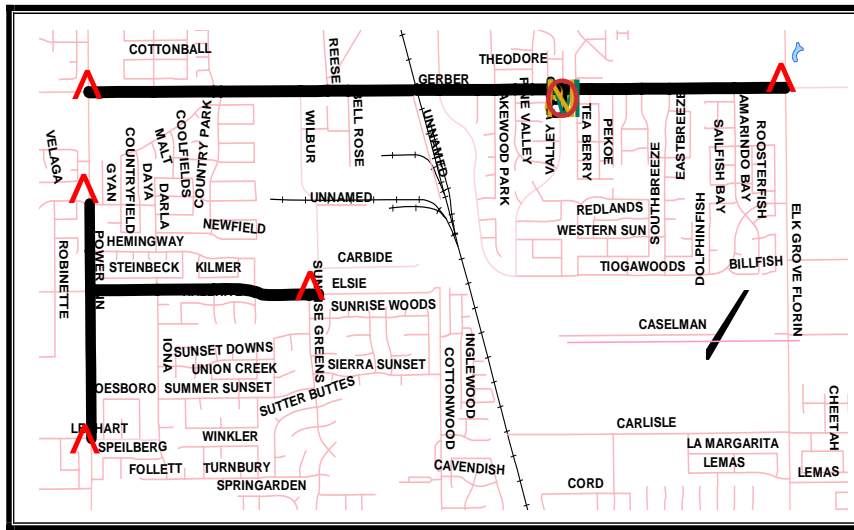 COTTONBALL
THEODORE
REESE
GERBER
BELL ROSE
WILBUR
UNNAMED
LAKEWOOD PARK
PINE VALLEY
VALLEY
TEA BERRY
PEKOE
EASTBREEZE
SOUTHBREEZE
SAILFISH BAY
AMARINDO BAY
ROOSTERFISH
COUNTRY PARK
COOLFIELDS
MALT
COUNTRYFIELD
DAYA
DARLA
GYAN
VELAGA
UNNAMED
REDLANDS
WESTERN SUN
DOLPHINFISH
ELK GROVE FLORIN
NEWFIELD
HEMINGWAY
ROBINETTE
POWER INN
STEINBECK
KILMER
CARBIDE
TIOGAWOODS
BILLFISH
ELSIE
SUNRISE GREENS
SUNRISE WOODS
CASELMAN
IONA
SUNSET DOWNS
UNION CREEK
SIERRA SUNSET
INGLEWOOD
COTTONWOOD
OESBORO
SUMMER SUNSET
SUTTER BUTTES
CHEETAH
CARLISLE
SPEILBERG
WINKLER
LA MARGARITA
FOLLETT
TURNBURY
CAVENDISH
LEMAS
LEMAS
SPRINGARDEN
CORD